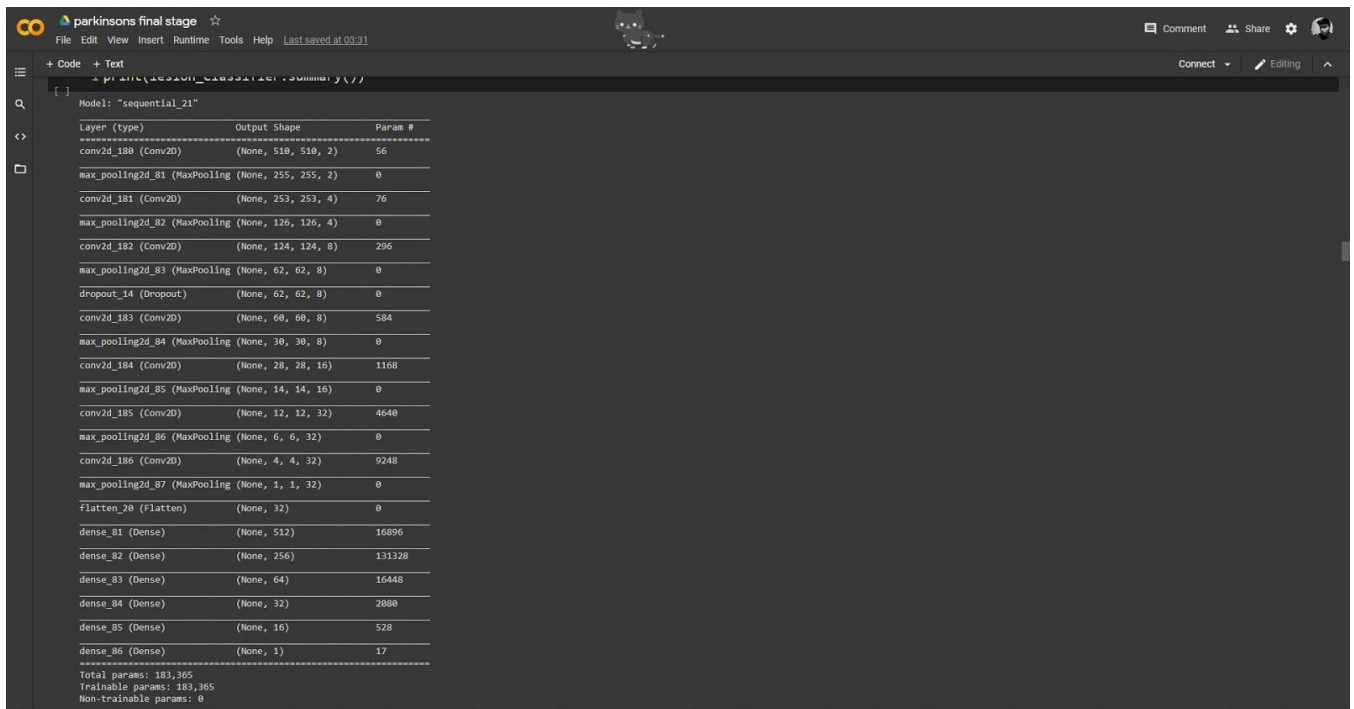 parkinsons final stage
File Edit View Insert Runtime Tools Help Last saved at 03:31
Comment Share
+ Code + Text
Connect Editing
1 print(lesion_classifier.summary())
[ ]
Model: "sequential_21"
Layer (type) Output Shape Param #
=================================================================
conv2d_180 (Conv2D) (None, 510, 510, 2) 56
max_pooling2d_81 (MaxPooling (None, 255, 255, 2) 0
conv2d_181 (Conv2D) (None, 253, 253, 4) 76
max_pooling2d_82 (MaxPooling (None, 126, 126, 4) 0
conv2d_182 (Conv2D) (None, 124, 124, 8) 296
max_pooling2d_83 (MaxPooling (None, 62, 62, 8) 0
dropout_14 (Dropout) (None, 62, 62, 8) 0
conv2d_183 (Conv2D) (None, 60, 60, 8) 584
max_pooling2d_84 (MaxPooling (None, 30, 30, 8) 0
conv2d_184 (Conv2D) (None, 28, 28, 16) 1168
max_pooling2d_85 (MaxPooling (None, 14, 14, 16) 0
conv2d_185 (Conv2D) (None, 12, 12, 32) 4640
max_pooling2d_86 (MaxPooling (None, 6, 6, 32) 0
conv2d_186 (Conv2D) (None, 4, 4, 32) 9248
max_pooling2d_87 (MaxPooling (None, 1, 1, 32) 0
flatten_20 (Flatten) (None, 32) 0
dense_81 (Dense) (None, 512) 16896
dense_82 (Dense) (None, 256) 131328
dense_83 (Dense) (None, 64) 16448
dense_84 (Dense) (None, 32) 2080
dense_85 (Dense) (None, 16) 528
dense_86 (Dense) (None, 1) 17
=================================================================
Total params: 183,365
Trainable params: 183,365
Non-trainable params: 0